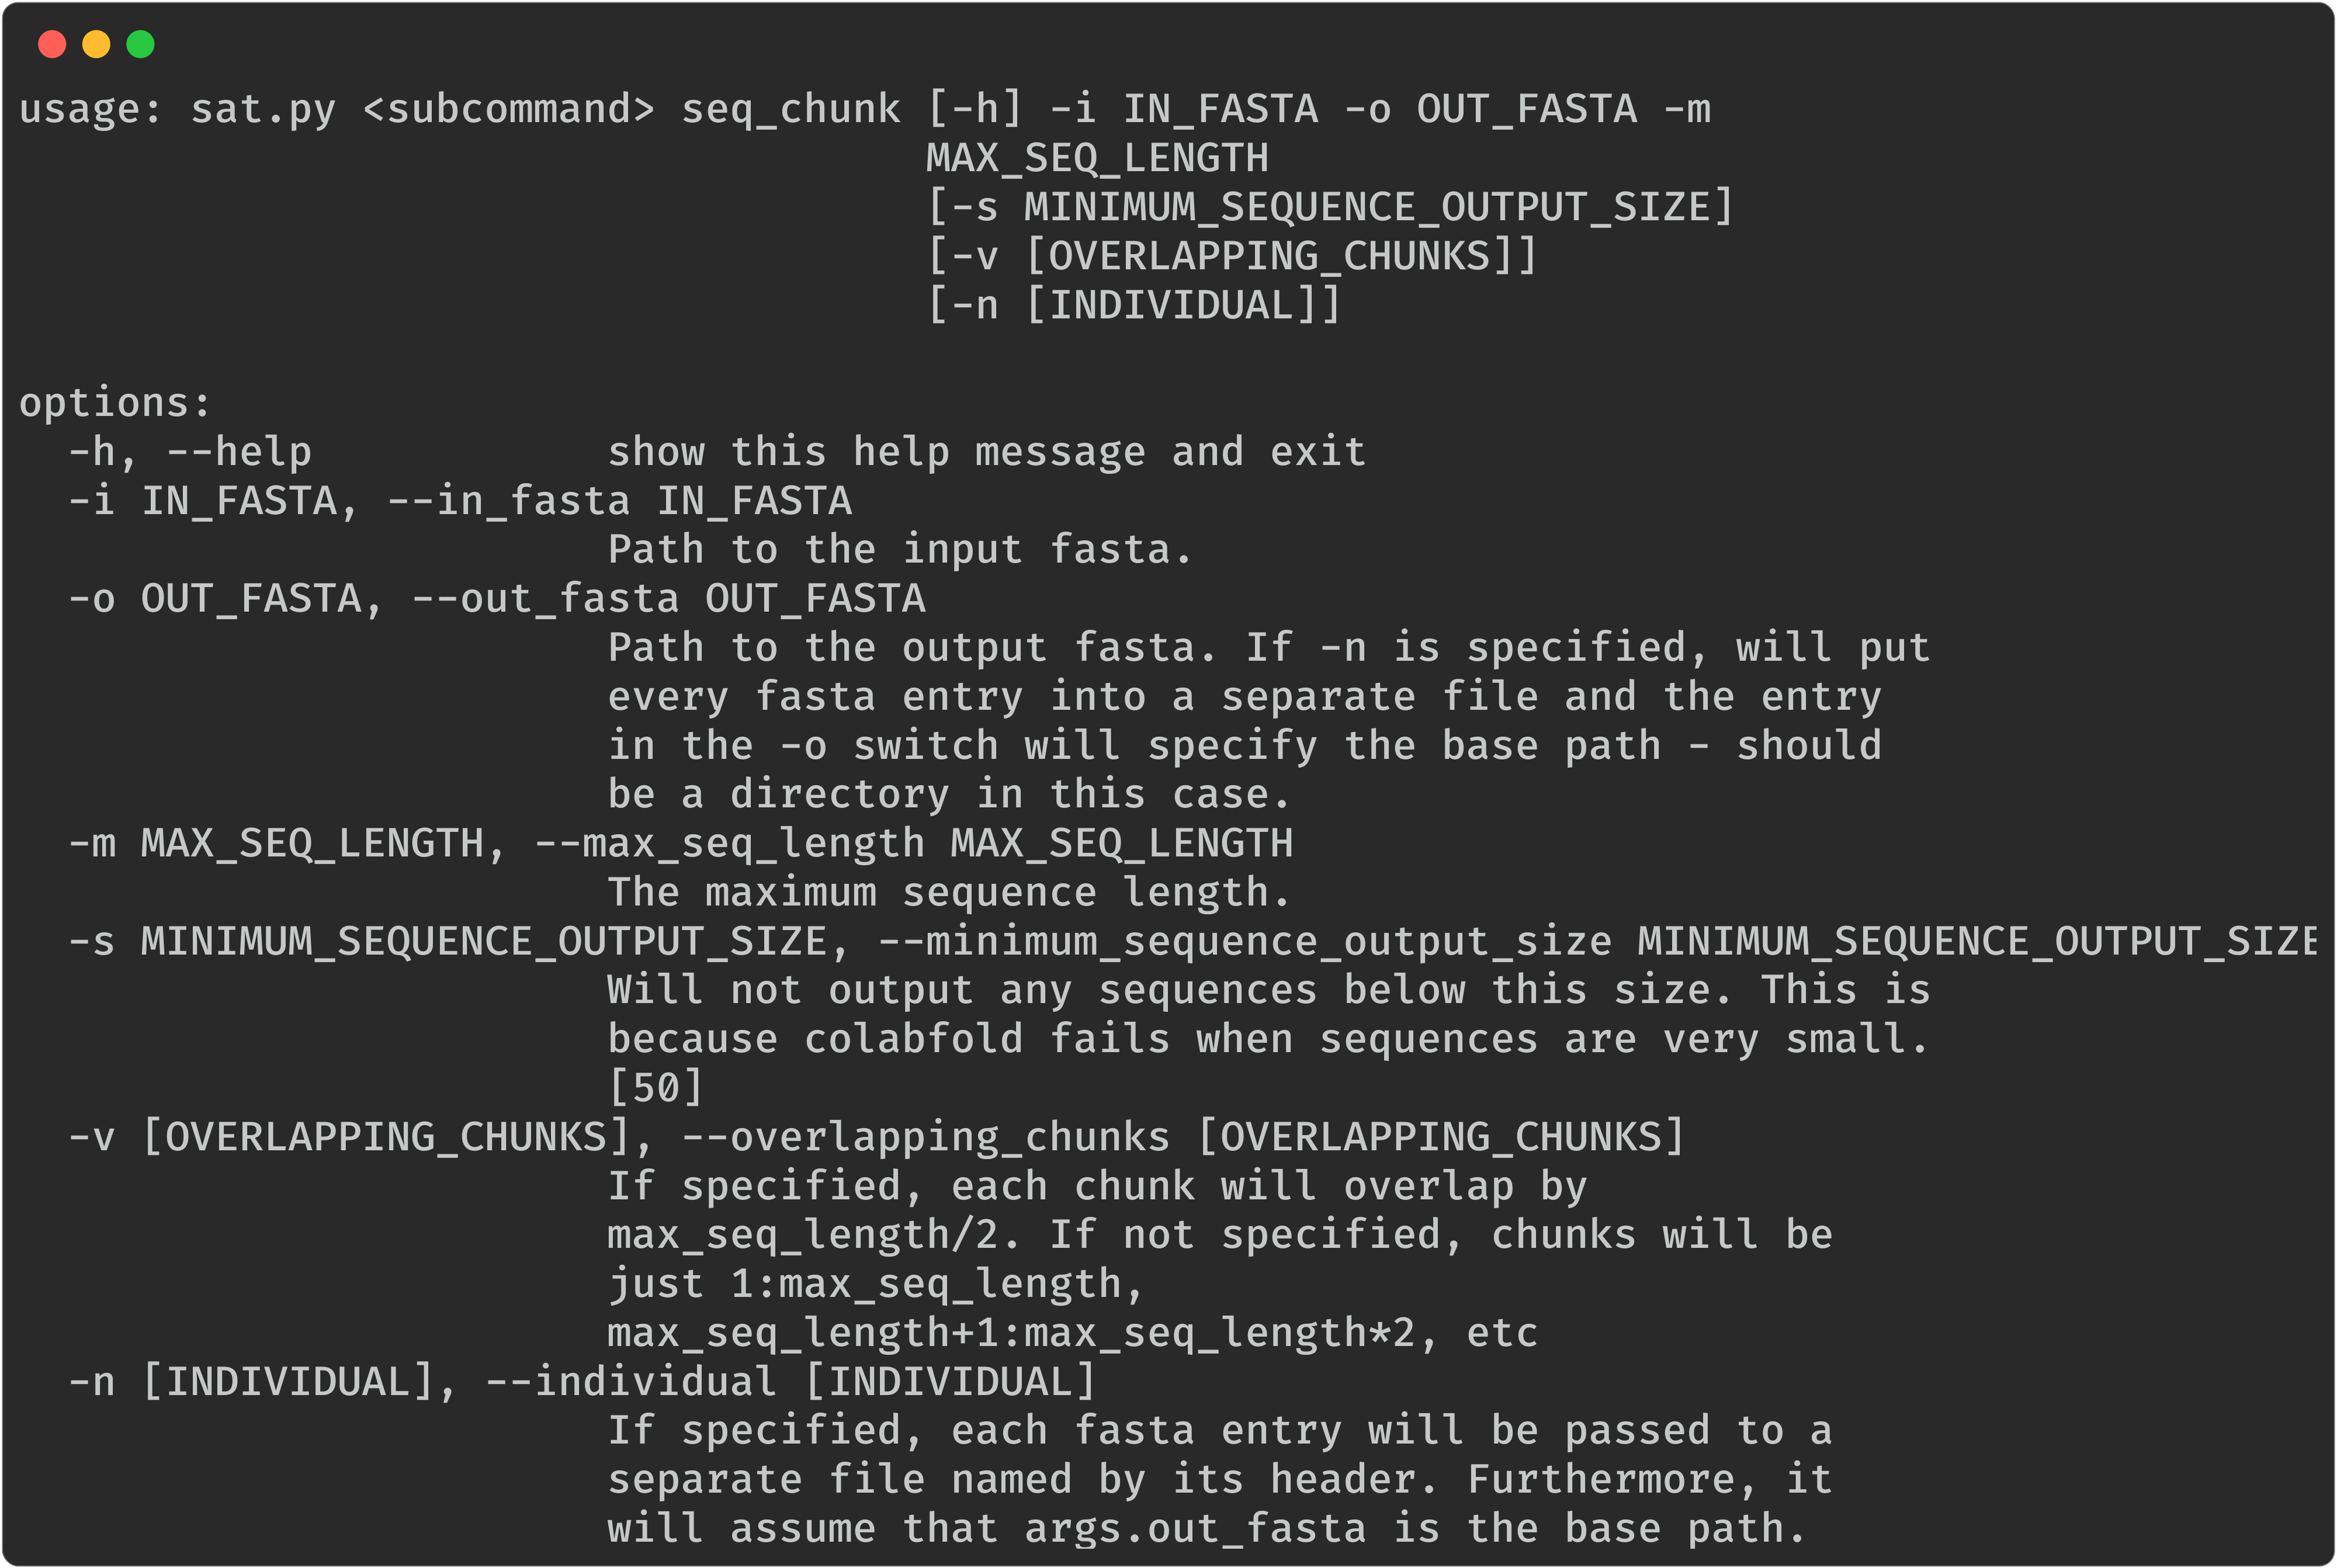 usage: sat.py <subcommand> seq_chunk [-h] -i IN_FASTA -o OUT_FASTA -m
MAX_SEQ_LENGTH
[-s MINIMUM_SEQUENCE_OUTPUT_SIZE]
[-v [OVERLAPPING_CHUNKS]]
[-n [INDIVIDUAL]]
options:
-h, --help show this help message and exit
-i IN_FASTA, --in_fasta IN_FASTA
Path to the input fasta.
-o OUT_FASTA, --out_fasta OUT_FASTA
Path to the output fasta. If -n is specified, will put
every fasta entry into a separate file and the entry
in the -o switch will specify the base path - should
be a directory in this case.
-m MAX_SEQ_LENGTH, --max_seq_length MAX_SEQ_LENGTH
The maximum sequence length.
-s MINIMUM_SEQUENCE_OUTPUT_SIZE, --minimum_sequence_output_size MINIMUM_SEQUENCE_OUTPUT_SIZE
Will not output any sequences below this size. This is
because colabfold fails when sequences are very small.
[50]
-v [OVERLAPPING_CHUNKS], --overlapping_chunks [OVERLAPPING_CHUNKS]
If specified, each chunk will overlap by
max_seq_length/2. If not specified, chunks will be
just 1:max_seq_length,
max_seq_length+1:max_seq_length*2, etc
-n [INDIVIDUAL], --individual [INDIVIDUAL]
If specified, each fasta entry will be passed to a
separate file named by its header. Furthermore, it
will assume that args.out_fasta is the base path.